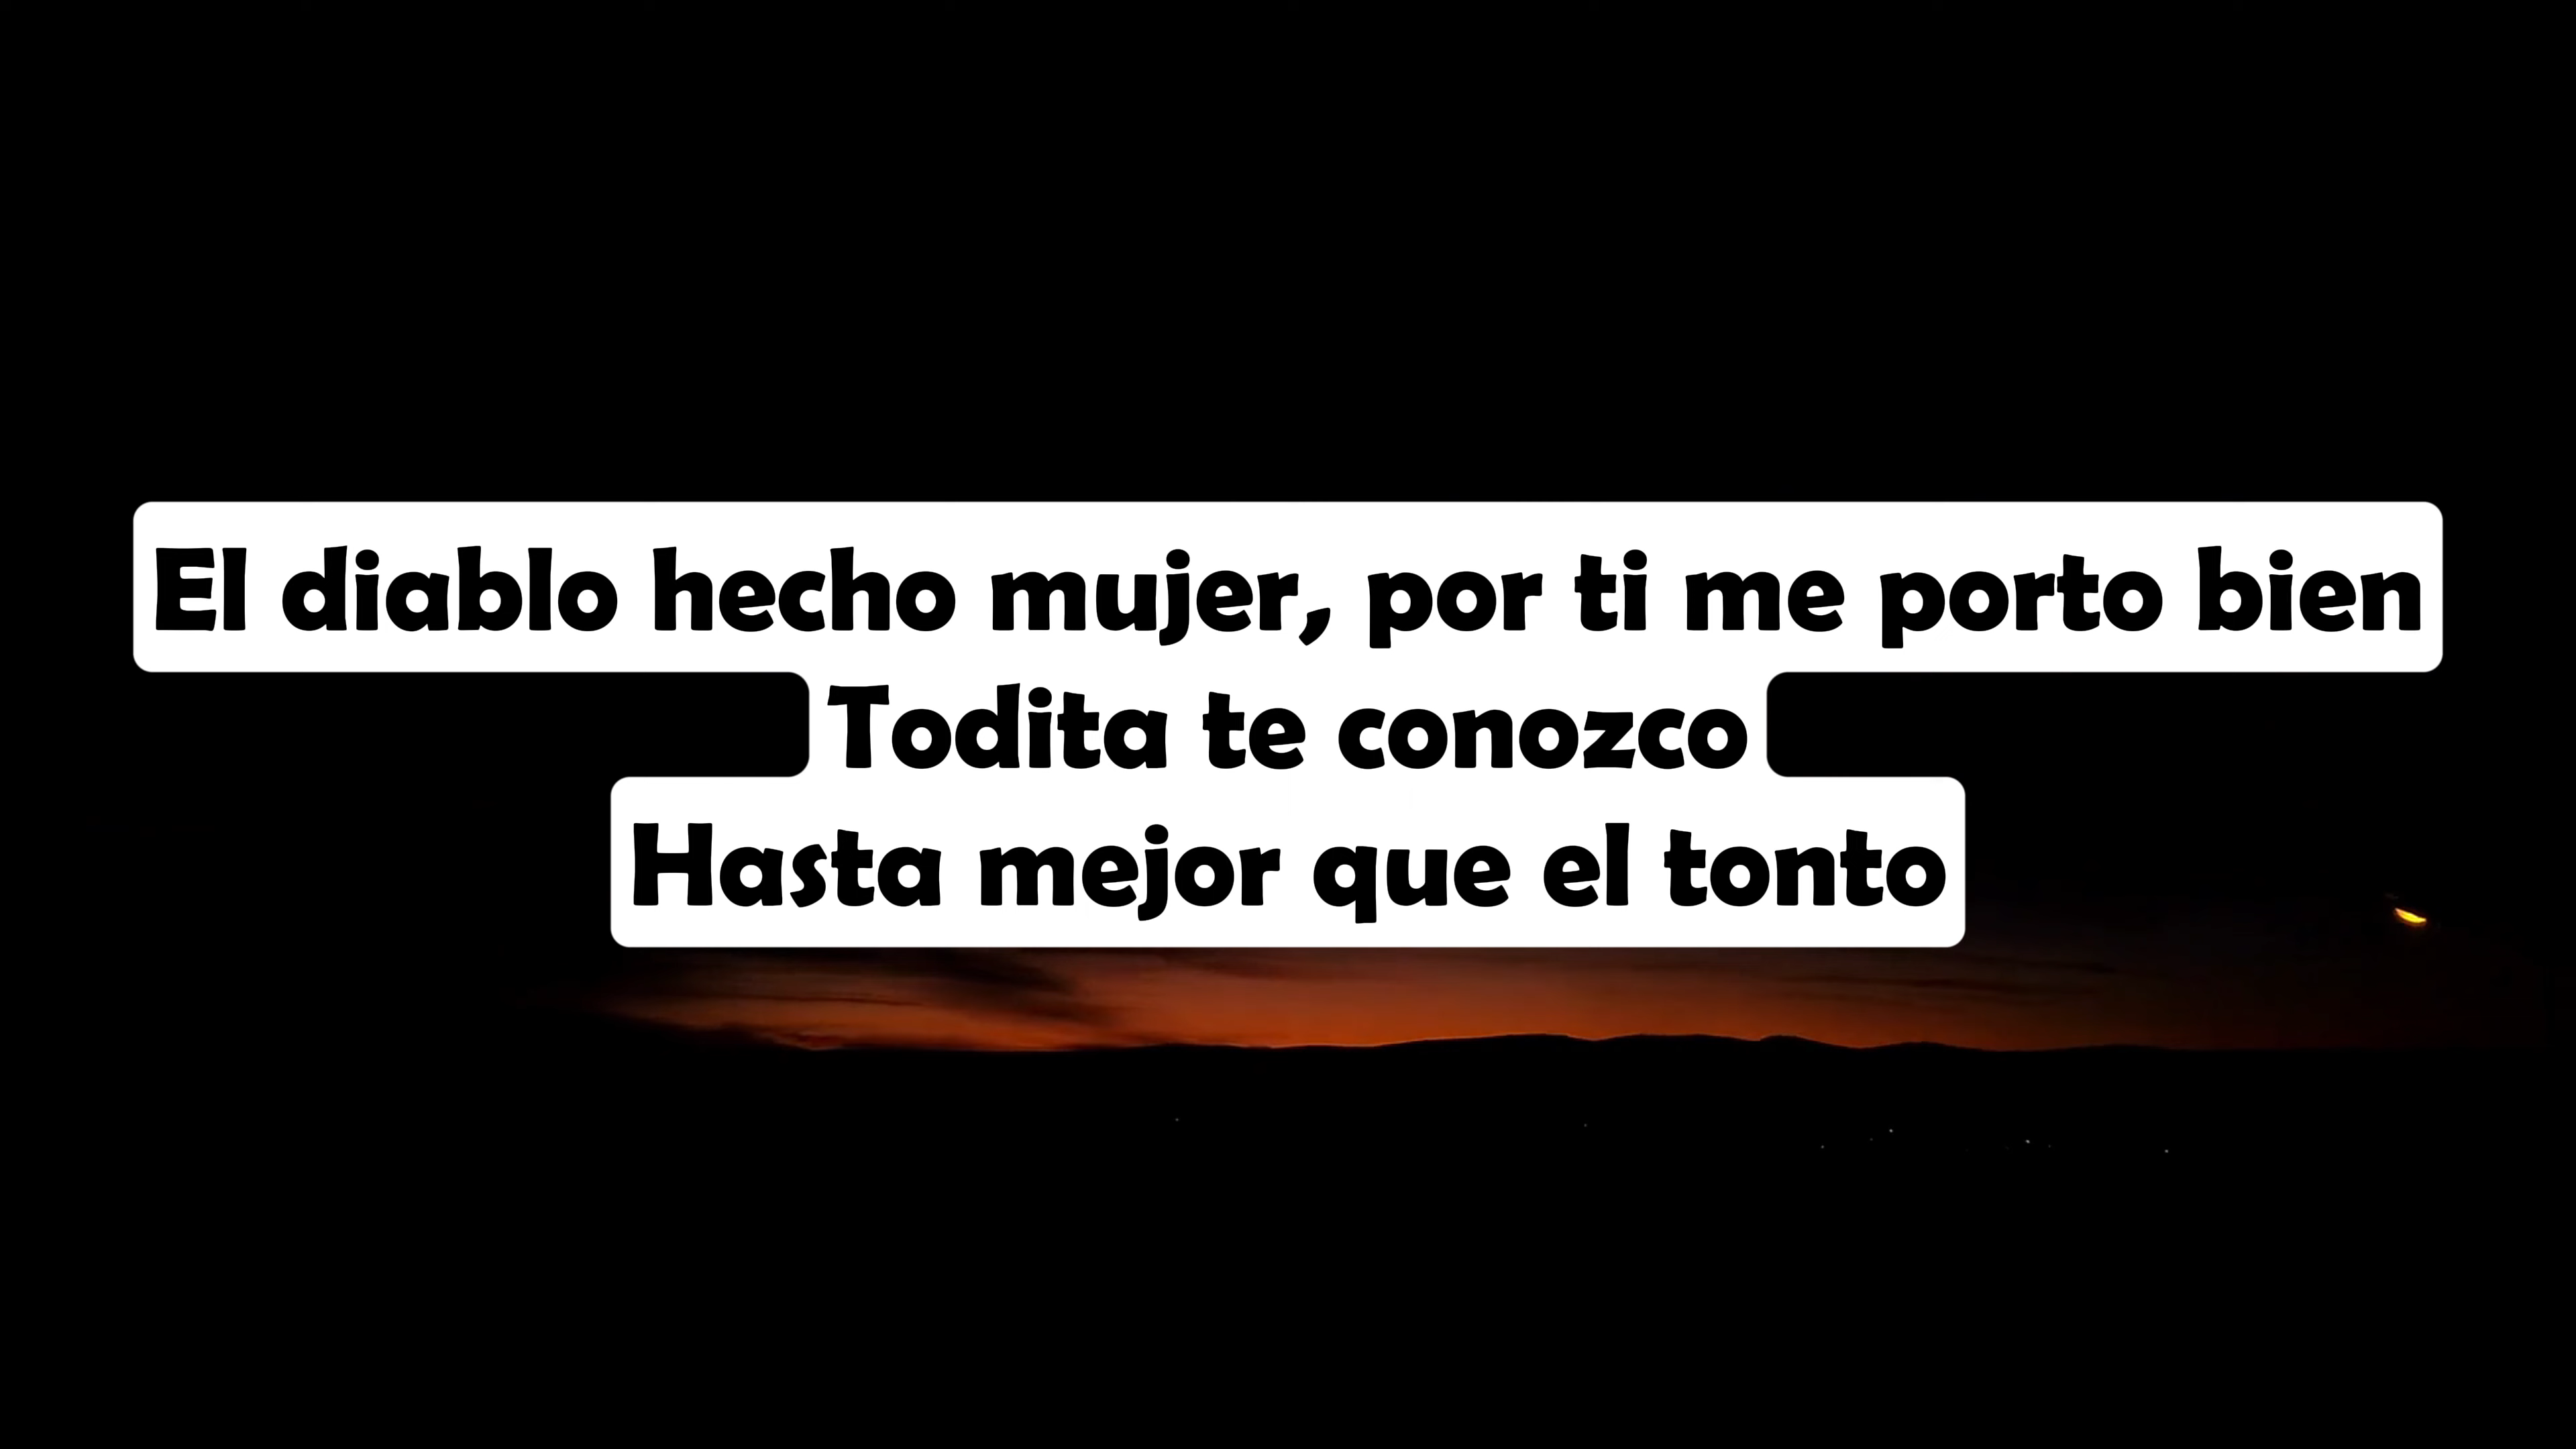 El diablo hecho mujer, por ti me porto bien
Todita te conozco
Hasta mejor que el tonto